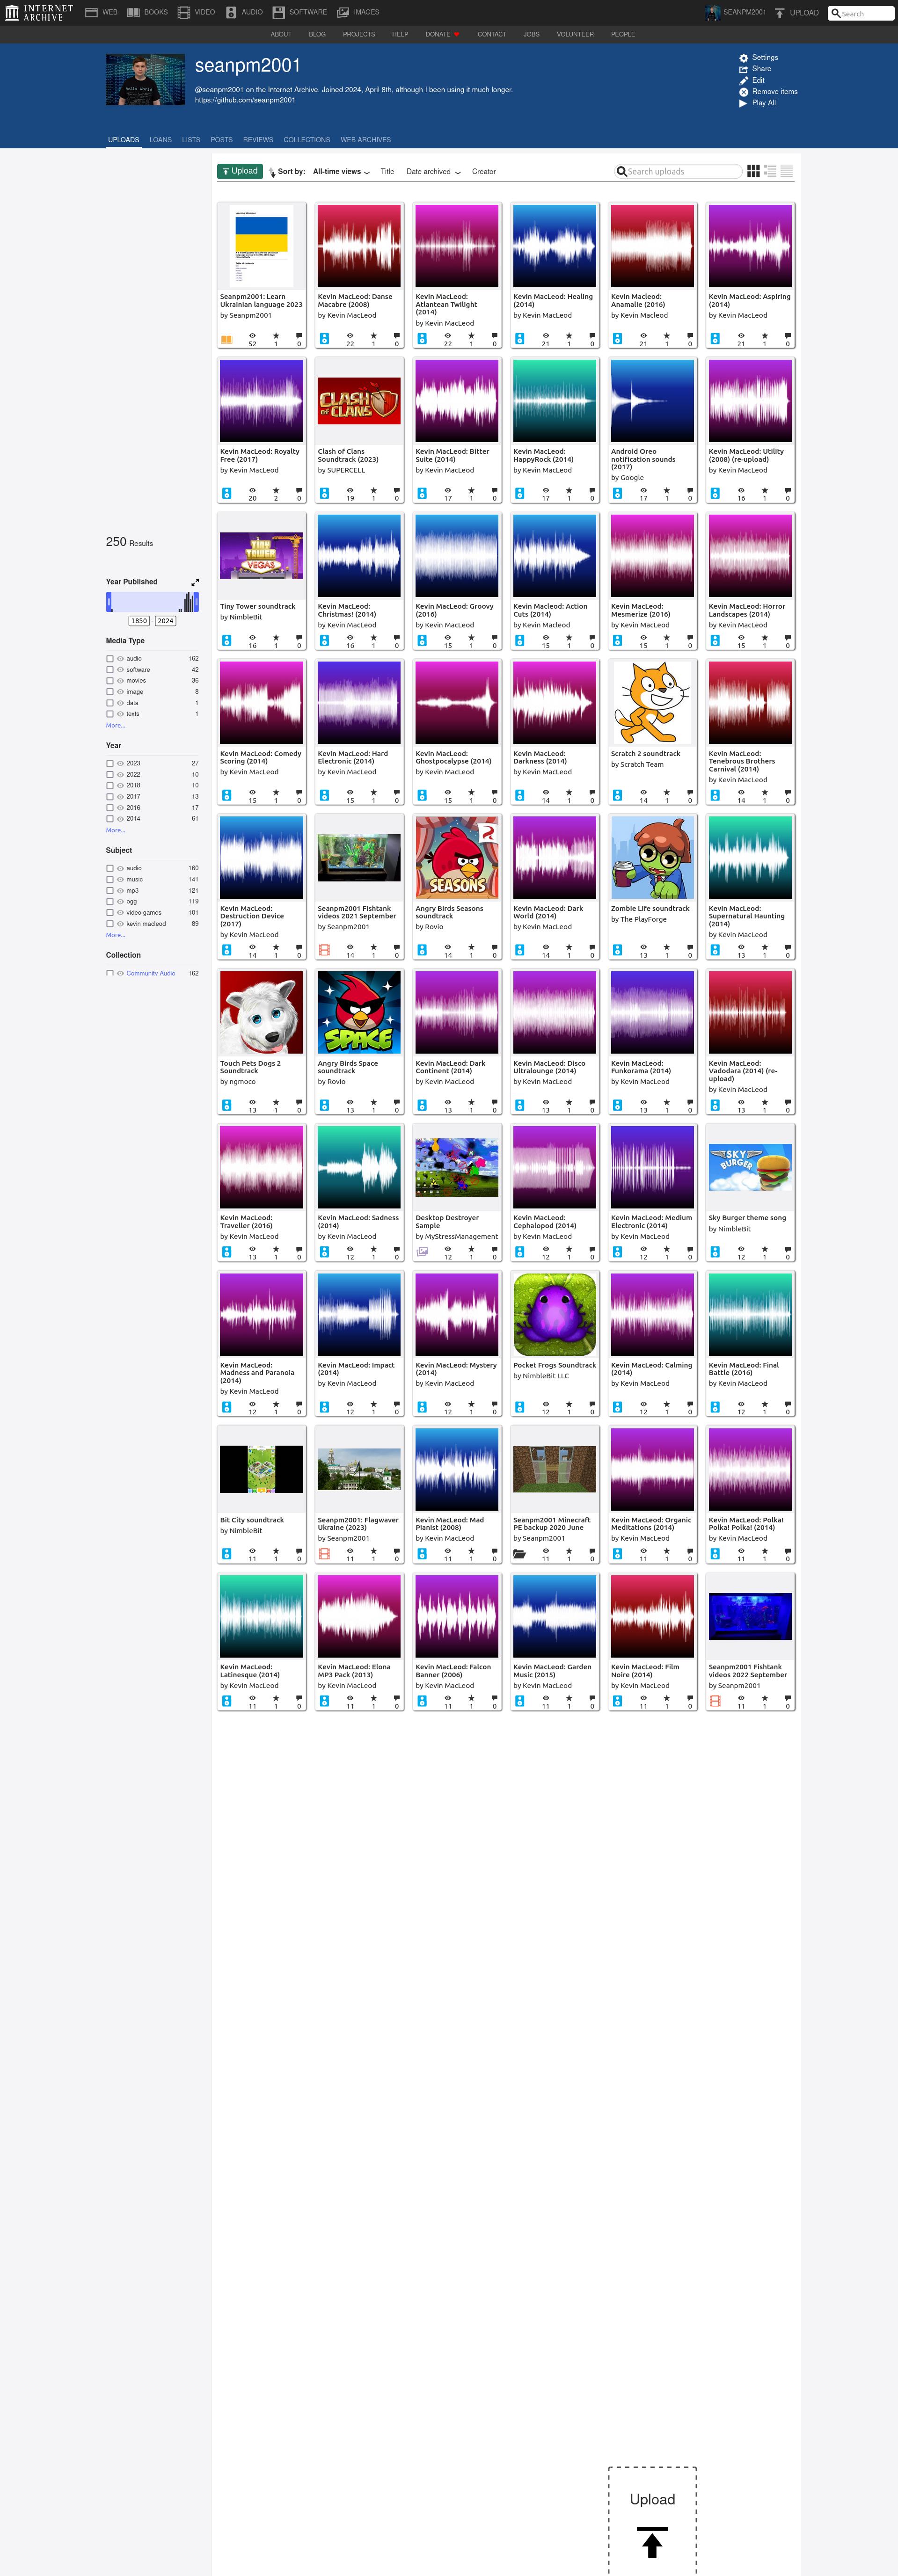 INTERNET ARCHIVE
WEB BOOKS VIDEO AUDIO SOFTWARE IMAGES SEANPM2001 UPLOAD Search
ABOUT BLOG PROJECTS HELP DONATE CONTACT JOBS VOLUNTEER PEOPLE
seanpm2001
@seanpm2001 on the Internet Archive. Joined 2024, April 8th, although I been using it much longer.
https://github.com/seanpm2001
Settings
Share
Edit
Remove items
Play All
UPLOADS LOANS LISTS POSTS REVIEWS COLLECTIONS WEB ARCHIVES
Upload Sort by: All-time views Title Date archived Creator Search uploads
250 Results
Year Published
1850 - 2024
Media Type
audio 162
software 42
movies 36
image 8
data 1
texts 1
More...
Year
2023 27
2022 10
2018 10
2017 13
2016 17
2014 61
More...
Subject
audio 160
music 141
mp3 121
ogg 119
video games 101
kevin macleod 89
More...
Collection
Community Audio 162
Seanpm2001: Learn Ukrainian language 2023
by Seanpm2001
52 1 0
Kevin MacLeod: Danse Macabre (2008)
by Kevin MacLeod
22 1 0
Kevin MacLeod: Atlantean Twilight (2014)
by Kevin MacLeod
22 1 0
Kevin MacLeod: Healing (2014)
by Kevin MacLeod
21 1 0
Kevin Macleod: Anamalie (2016)
by Kevin Macleod
21 1 0
Kevin MacLeod: Aspiring (2014)
by Kevin MacLeod
21 1 0
Kevin MacLeod: Royalty Free (2017)
by Kevin MacLeod
20 2 0
CLASH OF CLANS
Clash of Clans Soundtrack (2023)
by SUPERCELL
19 1 0
Kevin MacLeod: Bitter Suite (2014)
by Kevin MacLeod
17 1 0
Kevin MacLeod: HappyRock (2014)
by Kevin MacLeod
17 1 0
Android Oreo notification sounds (2017)
by Google
17 1 0
Kevin MacLeod: Utility (2008) (re-upload)
by Kevin MacLeod
16 1 0
TINY TOWER VEGAS
Tiny Tower soundtrack
by NimbleBit
16 1 0
Kevin MacLeod: Christmas! (2014)
by Kevin MacLeod
16 1 0
Kevin MacLeod: Groovy (2016)
by Kevin MacLeod
15 1 0
Kevin Macleod: Action Cuts (2014)
by Kevin Macleod
15 1 0
Kevin MacLeod: Mesmerize (2016)
by Kevin MacLeod
15 1 0
Kevin MacLeod: Horror Landscapes (2014)
by Kevin MacLeod
15 1 0
Kevin MacLeod: Comedy Scoring (2014)
by Kevin MacLeod
15 1 0
Kevin MacLeod: Hard Electronic (2014)
by Kevin MacLeod
15 1 0
Kevin MacLeod: Ghostpocalypse (2014)
by Kevin MacLeod
15 1 0
Kevin MacLeod: Darkness (2014)
by Kevin MacLeod
14 1 0
Scratch 2 soundtrack
by Scratch Team
14 1 0
Kevin MacLeod: Tenebrous Brothers Carnival (2014)
by Kevin MacLeod
14 1 0
Kevin MacLeod: Destruction Device (2017)
by Kevin MacLeod
14 1 0
Seanpm2001 Fishtank videos 2021 September
by Seanpm2001
14 1 0
SEASONS
Angry Birds Seasons soundtrack
by Rovio
14 1 0
Kevin MacLeod: Dark World (2014)
by Kevin MacLeod
14 1 0
Zombie Life soundtrack
by The PlayForge
13 1 0
Kevin MacLeod: Supernatural Haunting (2014)
by Kevin MacLeod
13 1 0
Touch Pets Dogs 2 Soundtrack
by ngmoco
13 1 0
SPACE
Angry Birds Space soundtrack
by Rovio
13 1 0
Kevin MacLeod: Dark Continent (2014)
by Kevin MacLeod
13 1 0
Kevin MacLeod: Disco Ultralounge (2014)
by Kevin MacLeod
13 1 0
Kevin MacLeod: Funkorama (2014)
by Kevin MacLeod
13 1 0
Kevin MacLeod: Vadodara (2014) (re-upload)
by Kevin MacLeod
13 1 0
Kevin MacLeod: Traveller (2016)
by Kevin MacLeod
13 1 0
Kevin MacLeod: Sadness (2014)
by Kevin MacLeod
12 1 0
Desktop Destroyer Sample
by MyStressManagement
12 1 0
Kevin MacLeod: Cephalopod (2014)
by Kevin MacLeod
12 1 0
Kevin MacLeod: Medium Electronic (2014)
by Kevin MacLeod
12 1 0
SKY BURGER
Sky Burger theme song
by NimbleBit
12 1 0
Kevin MacLeod: Madness and Paranoia (2014)
by Kevin MacLeod
12 1 0
Kevin MacLeod: Impact (2014)
by Kevin MacLeod
12 1 0
Kevin MacLeod: Mystery (2014)
by Kevin MacLeod
12 1 0
Pocket Frogs Soundtrack
by NimbleBit LLC
12 1 0
Kevin MacLeod: Calming (2014)
by Kevin MacLeod
12 1 0
Kevin MacLeod: Final Battle (2016)
by Kevin MacLeod
12 1 0
Bit City soundtrack
by NimbleBit
11 1 0
Seanpm2001: Flagwaver Ukraine (2023)
by Seanpm2001
11 1 0
Kevin MacLeod: Mad Pianist (2008)
by Kevin MacLeod
11 1 0
Seanpm2001 Minecraft PE backup 2020 June
by Seanpm2001
11 1 0
Kevin MacLeod: Organic Meditations (2014)
by Kevin MacLeod
11 1 0
Kevin MacLeod: Polka! Polka! Polka! (2014)
by Kevin MacLeod
11 1 0
Kevin MacLeod: Latinesque (2014)
by Kevin MacLeod
11 1 0
Kevin MacLeod: Elona MP3 Pack (2013)
by Kevin MacLeod
11 1 0
Kevin MacLeod: Falcon Banner (2006)
by Kevin MacLeod
11 1 0
Kevin MacLeod: Garden Music (2015)
by Kevin MacLeod
11 1 0
Kevin MacLeod: Film Noire (2014)
by Kevin MacLeod
11 1 0
Seanpm2001 Fishtank videos 2022 September
by Seanpm2001
11 1 0
Upload